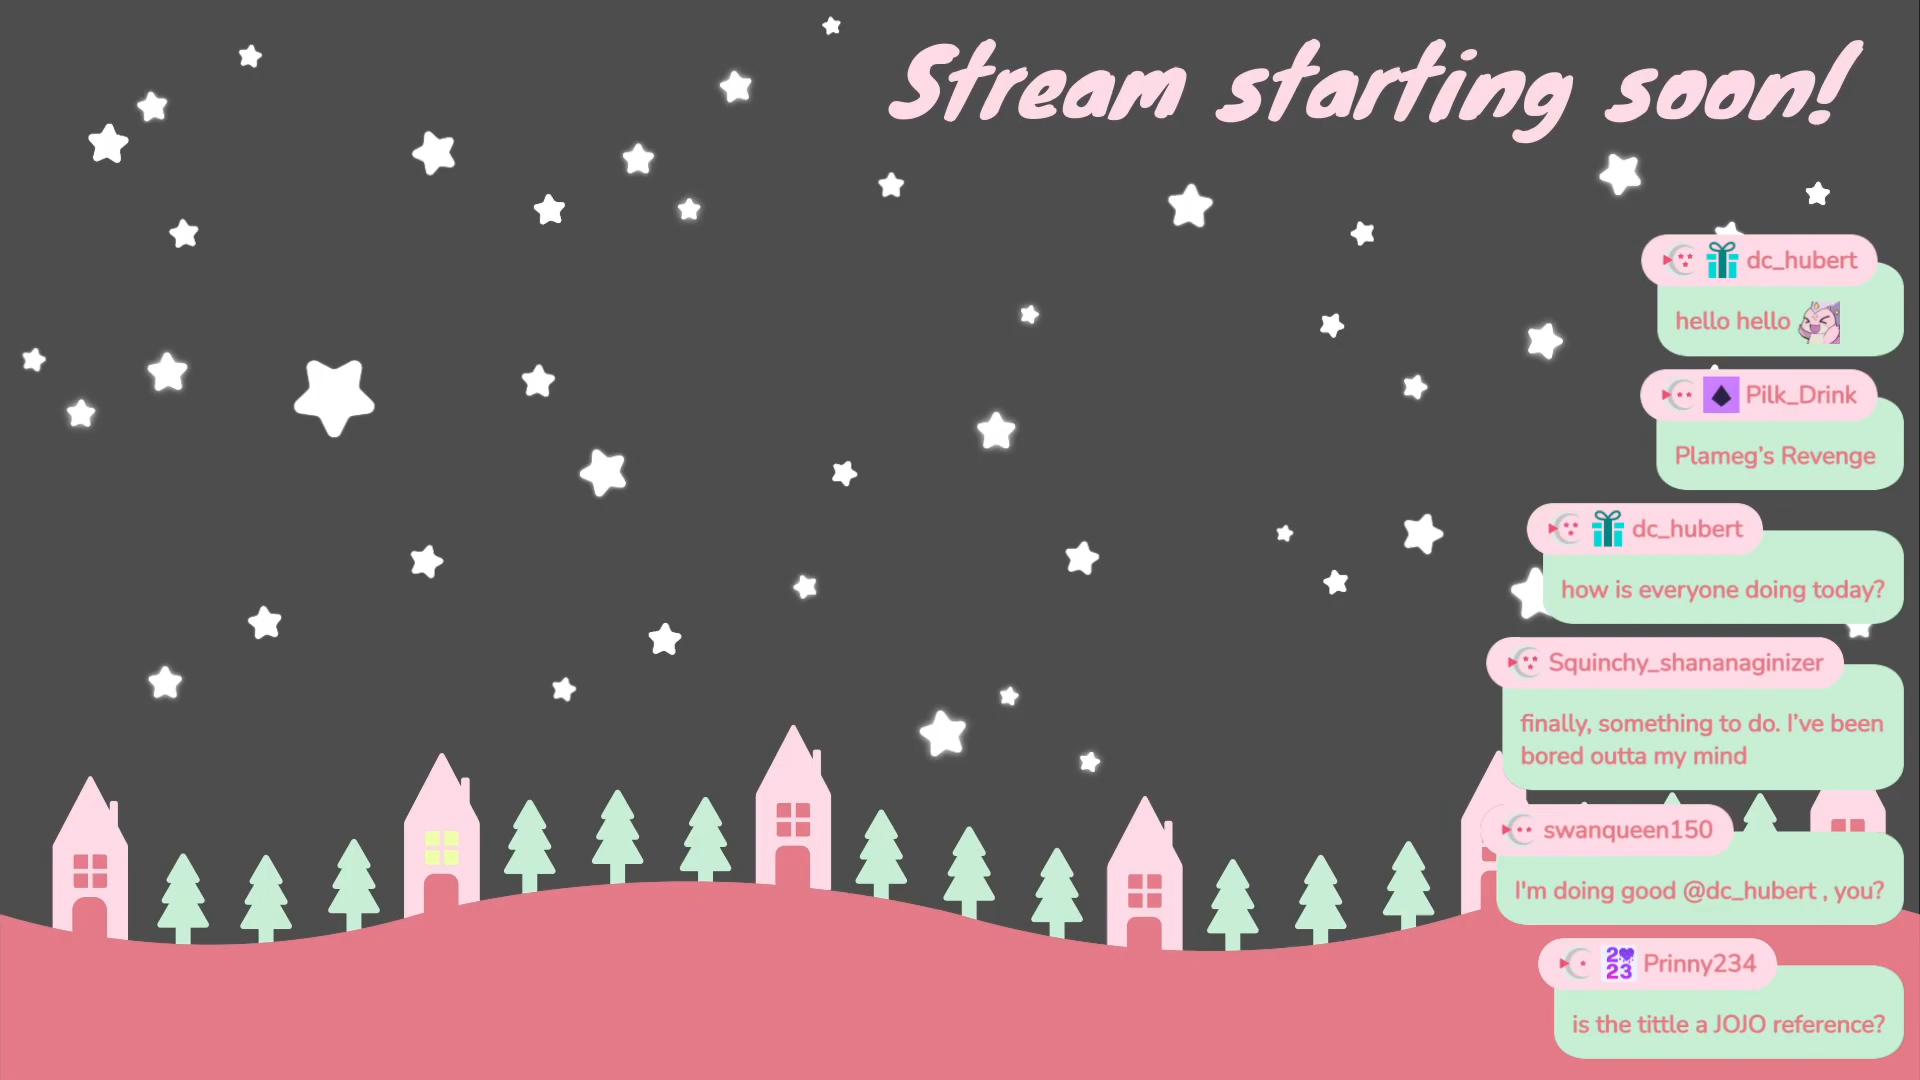 Stream starting soon!
dc_hubert
hello hello
Pilk_Drink
Plameg’s Revenge
dc_hubert
how is everyone doing today?
Squinchy_shananaginizer
finally, something to do. I’ve been
bored outta my mind
swanqueen150
I'm doing good @dc_hubert , you?
2023 Prinny234
is the tittle a JOJO reference?